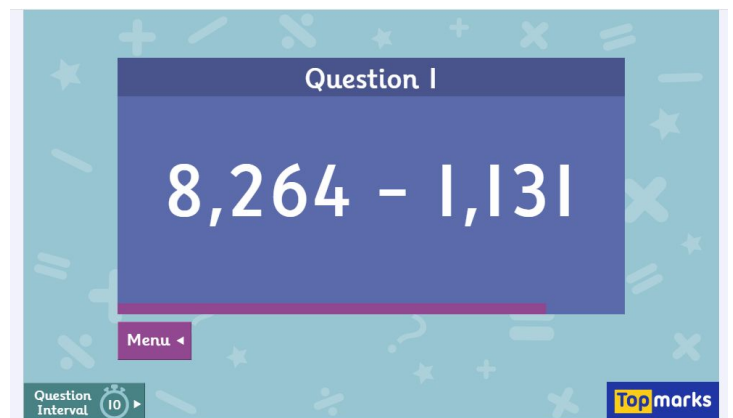 Question 1
8,264 - 1,131
Menu
Question
Interval
10
Topmarks